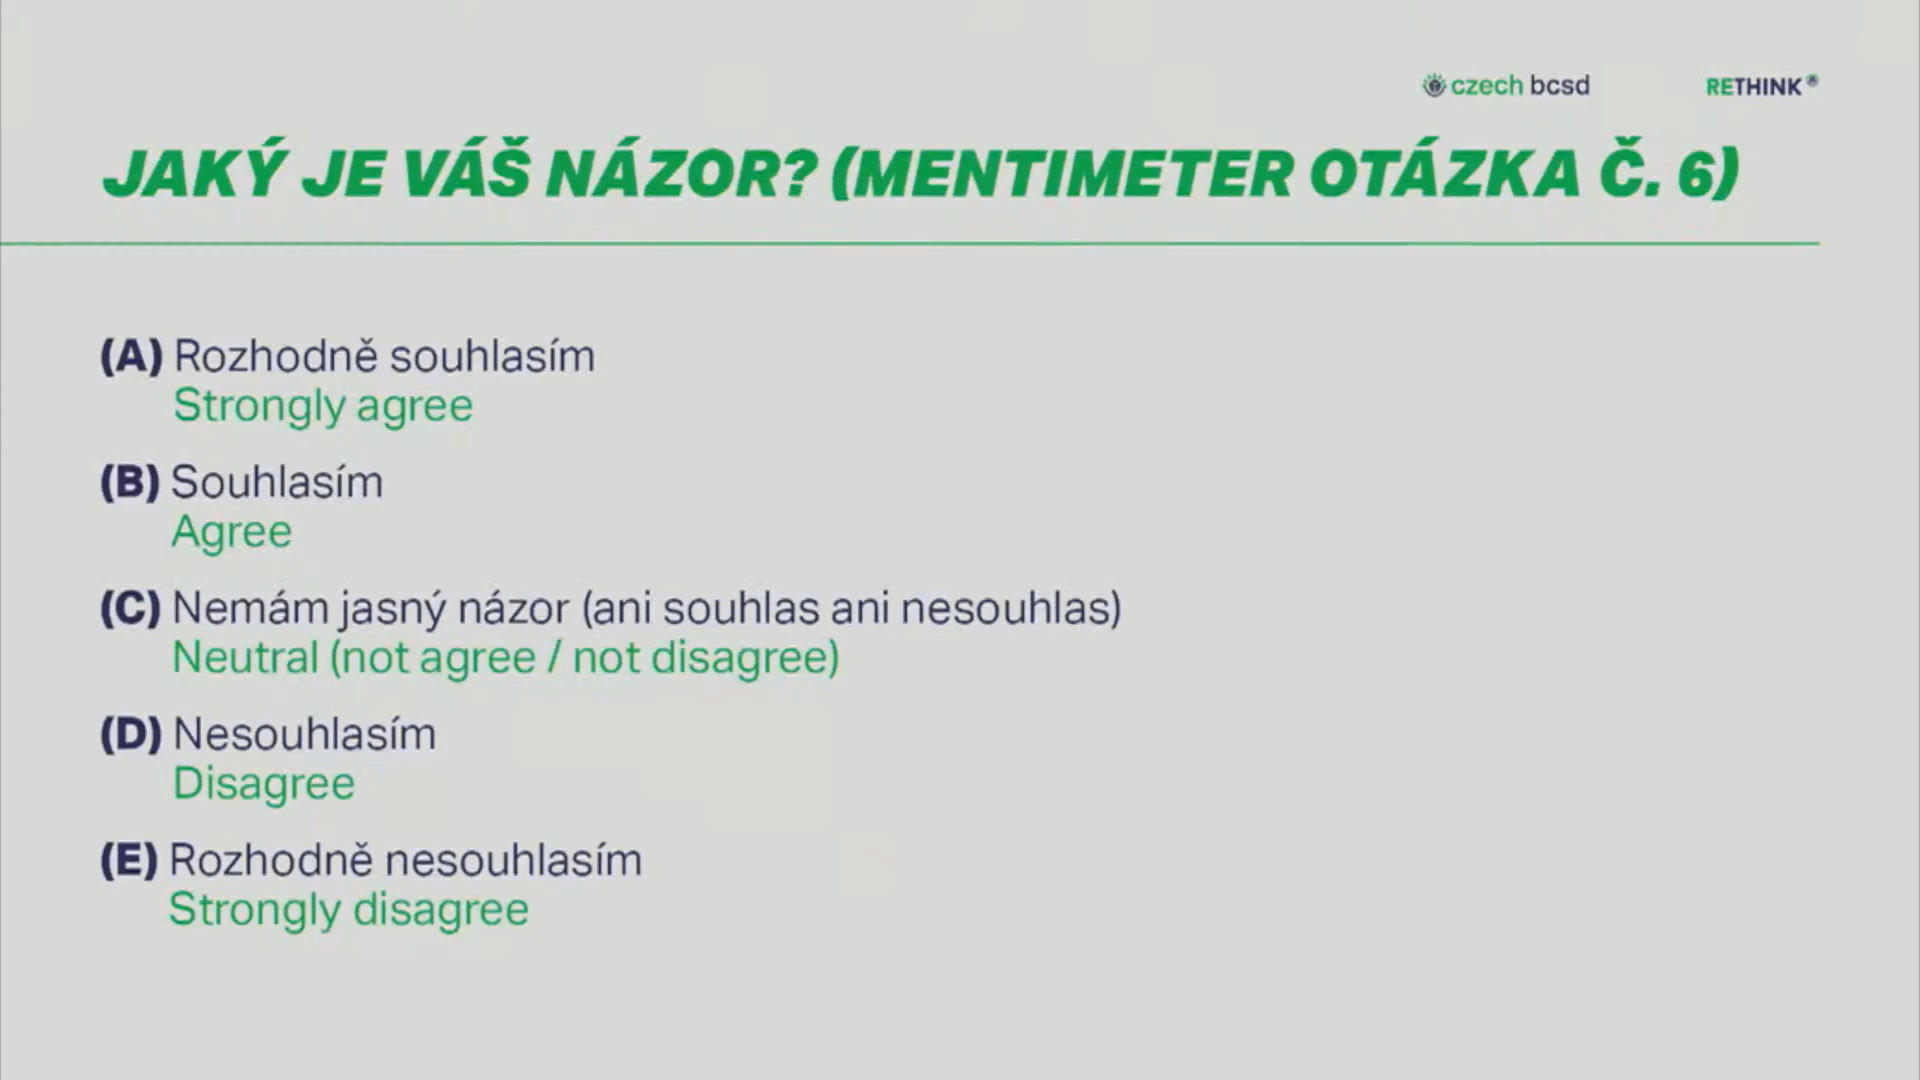 czech bcsd
RETHINK®
JAKÝ JE VÁŠ NÁZOR? (MENTIMETER OTÁZKA Č. 6)
(A) Rozhodně souhlasím
Strongly agree
(B) Souhlasím
Agree
(C) Nemám jasný názor (ani souhlas ani nesouhlas)
Neutral (not agree / not disagree)
(D) Nesouhlasím
Disagree
(E) Rozhodně nesouhlasím
Strongly disagree